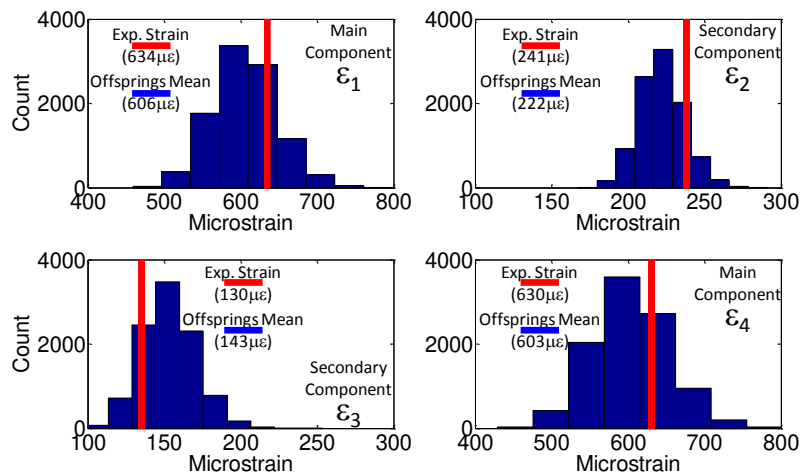 4000
2000
0
Count
400 500 600 700 800
Microstrain
Exp. Strain
(634με)
Offsprings Mean
(606με)
Main
Component
ε1
4000
2000
0
100 150 200 250 300
Microstrain
Exp. Strain
(241με)
Offsprings Mean
(222με)
Secondary
Component
ε2
4000
2000
0
Count
100 150 200 250 300
Microstrain
Exp. Strain
(130με)
Offsprings Mean
(143με)
Secondary
Component
ε3
4000
2000
0
400 500 600 700 800
Microstrain
Exp. Strain
(630με)
Offsprings Mean
(603με)
Main
Component
ε4